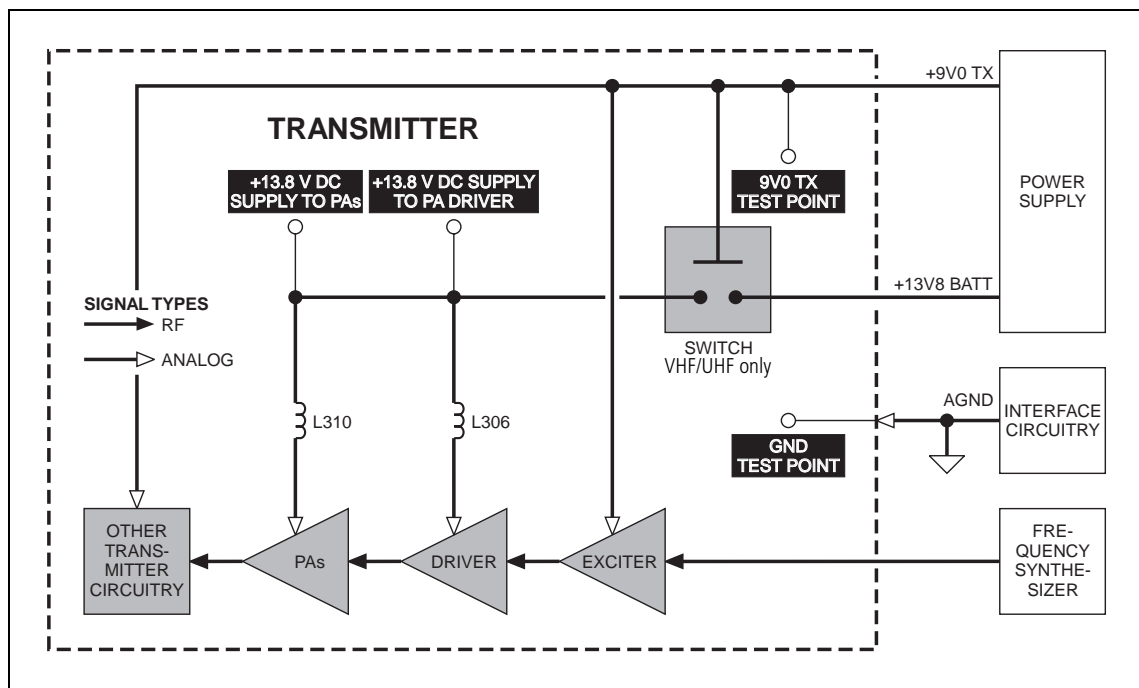 +9V0 TX
TRANSMITTER
+13.8 V DC
SUPPLY TO PAs
+13.8 V DC SUPPLY
TO PA DRIVER
9V0 TX
TEST POINT
POWER
SUPPLY
+13V8 BATT
SIGNAL TYPES
RF
ANALOG
SWITCH
VHF/UHF only
L310
L306
AGND
INTERFACE
CIRCUITRY
GND
TEST POINT
OTHER
TRANS-
MITTER
CIRCUITRY
PAs
DRIVER
EXCITER
FRE-
QUENCY
SYNTHE-
SIZER